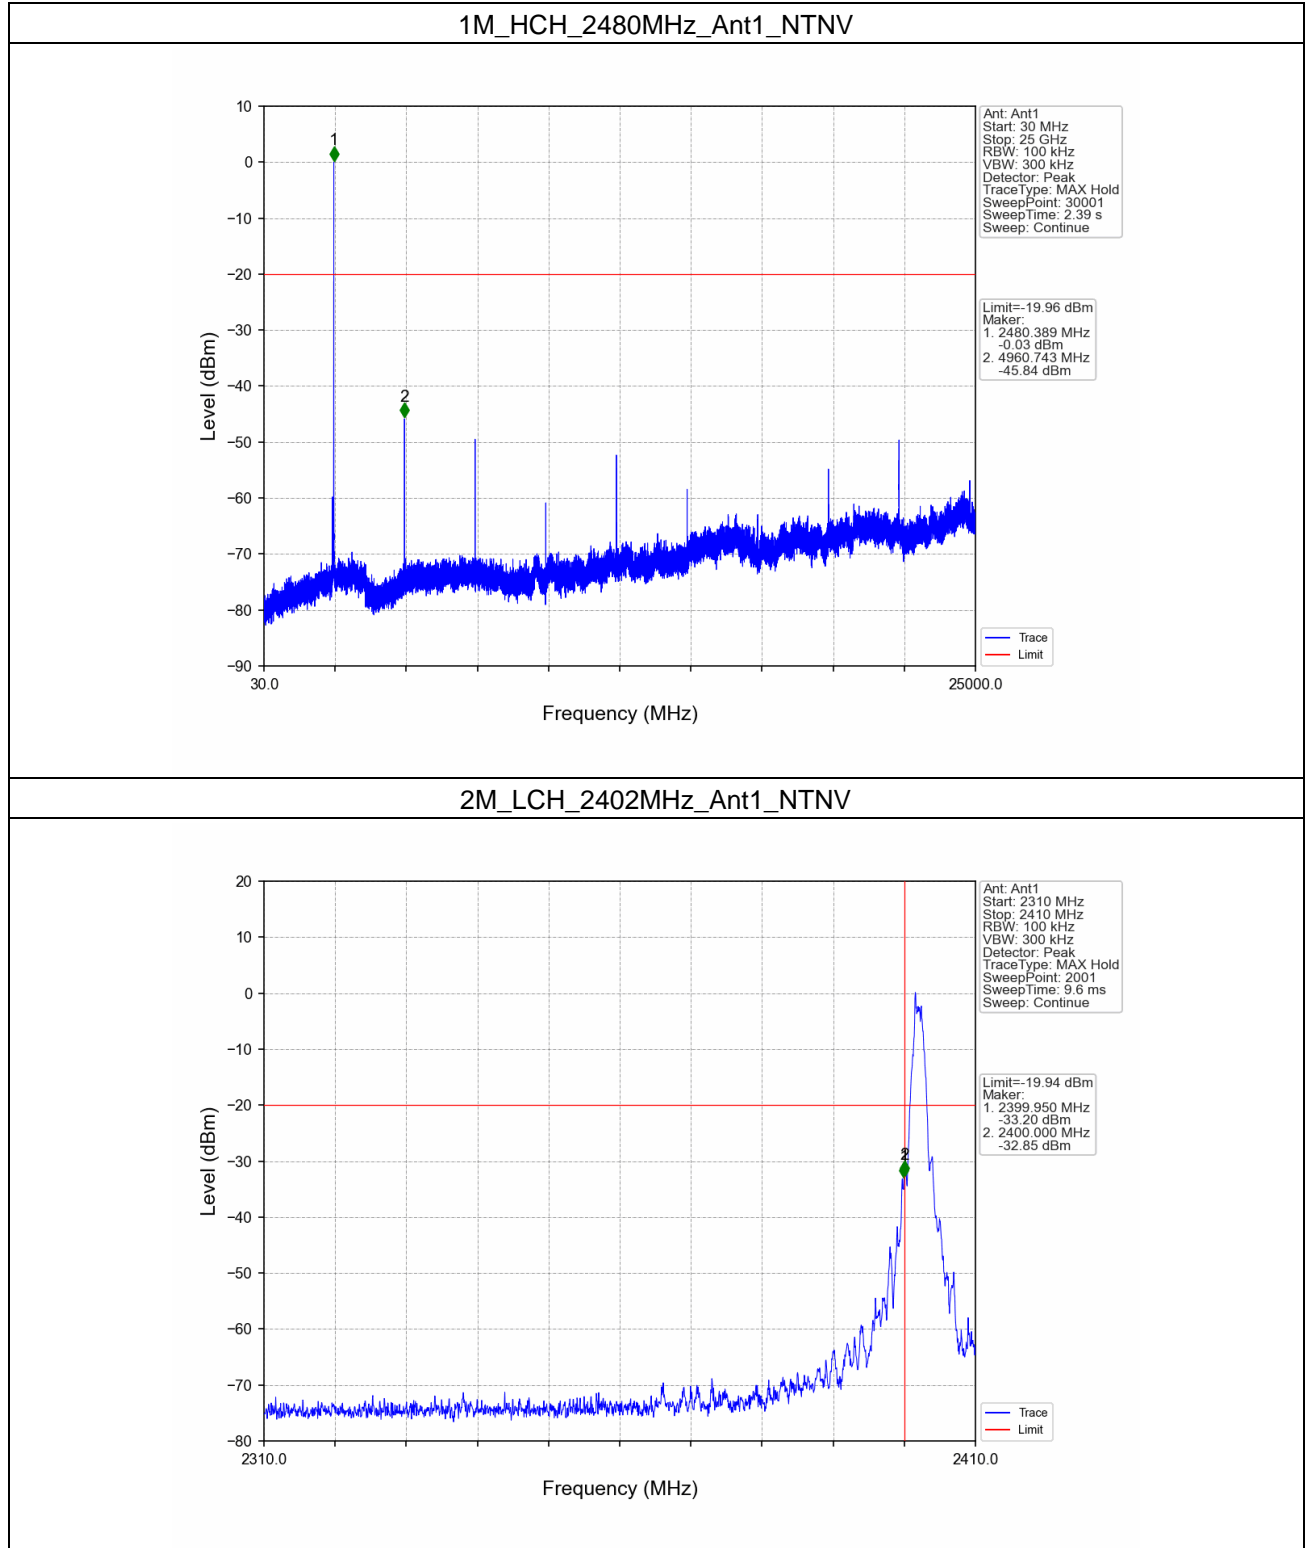 1M_HCH_2480MHz_Ant1_NTNV
10
0
−10
−20
−30
−40
−50
−60
−70
−80
−90
Level (dBm)
1
2
30.0
25000.0
Frequency (MHz)
Ant: Ant1
Start: 30 MHz
Stop: 25 GHz
RBW: 100 kHz
VBW: 300 kHz
Detector: Peak
TraceType: MAX Hold
SweepPoint: 30001
SweepTime: 2.39 s
Sweep: Continue
Limit=-19.96 dBm
Maker:
1. 2480.389 MHz
-0.03 dBm
2. 4960.743 MHz
-45.84 dBm
Trace
Limit
2M_LCH_2402MHz_Ant1_NTNV
20
10
0
−10
−20
−30
−40
−50
−60
−70
−80
Level (dBm)
2
2310.0
2410.0
Frequency (MHz)
Ant: Ant1
Start: 2310 MHz
Stop: 2410 MHz
RBW: 100 kHz
VBW: 300 kHz
Detector: Peak
TraceType: MAX Hold
SweepPoint: 2001
SweepTime: 9.6 ms
Sweep: Continue
Limit=-19.94 dBm
Maker:
1. 2399.950 MHz
-33.20 dBm
2. 2400.000 MHz
-32.85 dBm
Trace
Limit